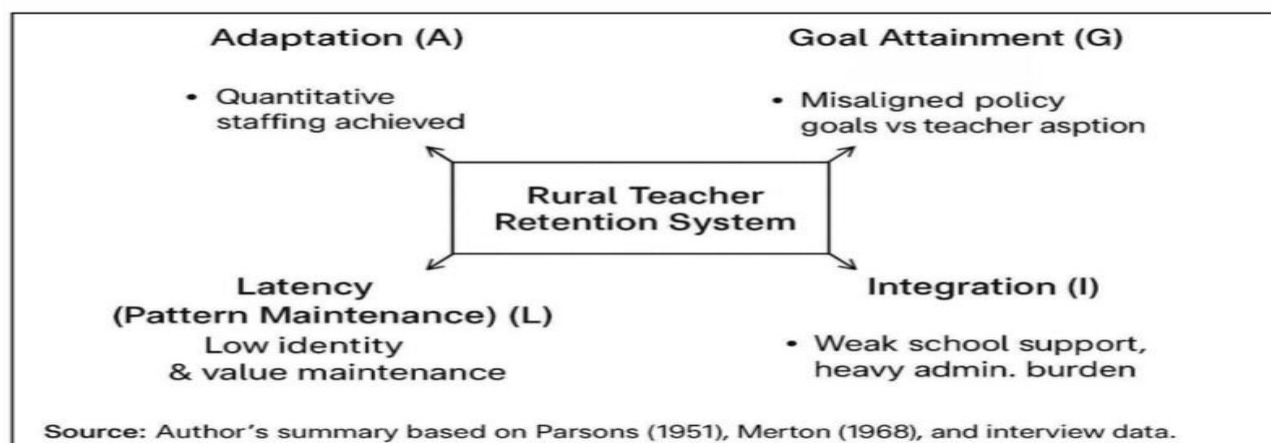 Adaptation (A)
• Quantitative
staffing achieved
Goal Attainment (G)
• Misaligned policy
goals vs teacher asption
Rural Teacher
Retention System
Latency
(Pattern Maintenance) (L)
Low identity
& value maintenance
Integration (I)
• Weak school support,
heavy admin. burden
Source: Author's summary based on Parsons (1951), Merton (1968), and interview data.